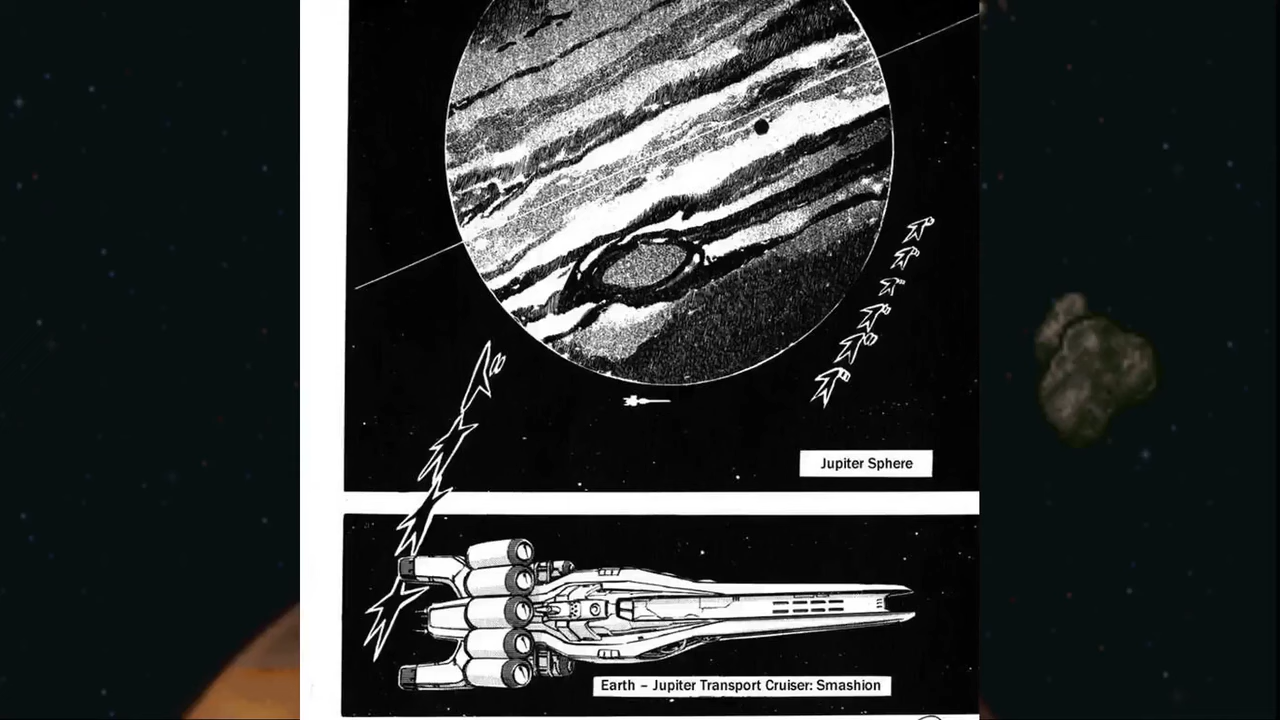 Jupiter Sphere
Earth – Jupiter Transport Cruiser: Smashion